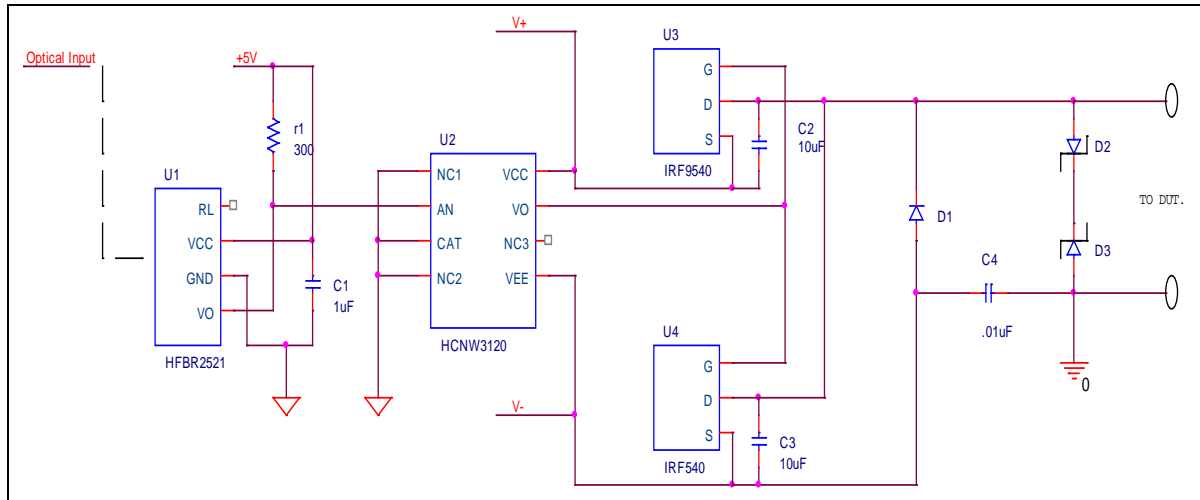 Optical Input
+5V
V+
r1
300
U1
RL
VCC
GND
VO
HFBR2521
C1
1uF
U2
NC1
AN
CAT
NC2
VCC
VO
NC3
VEE
HCNW3120
V-
U3
G
D
S
IRF9540
C2
10uF
U4
G
D
S
IRF540
C3
10uF
D1
C4
.01uF
D2
D3
TO DUT.
0